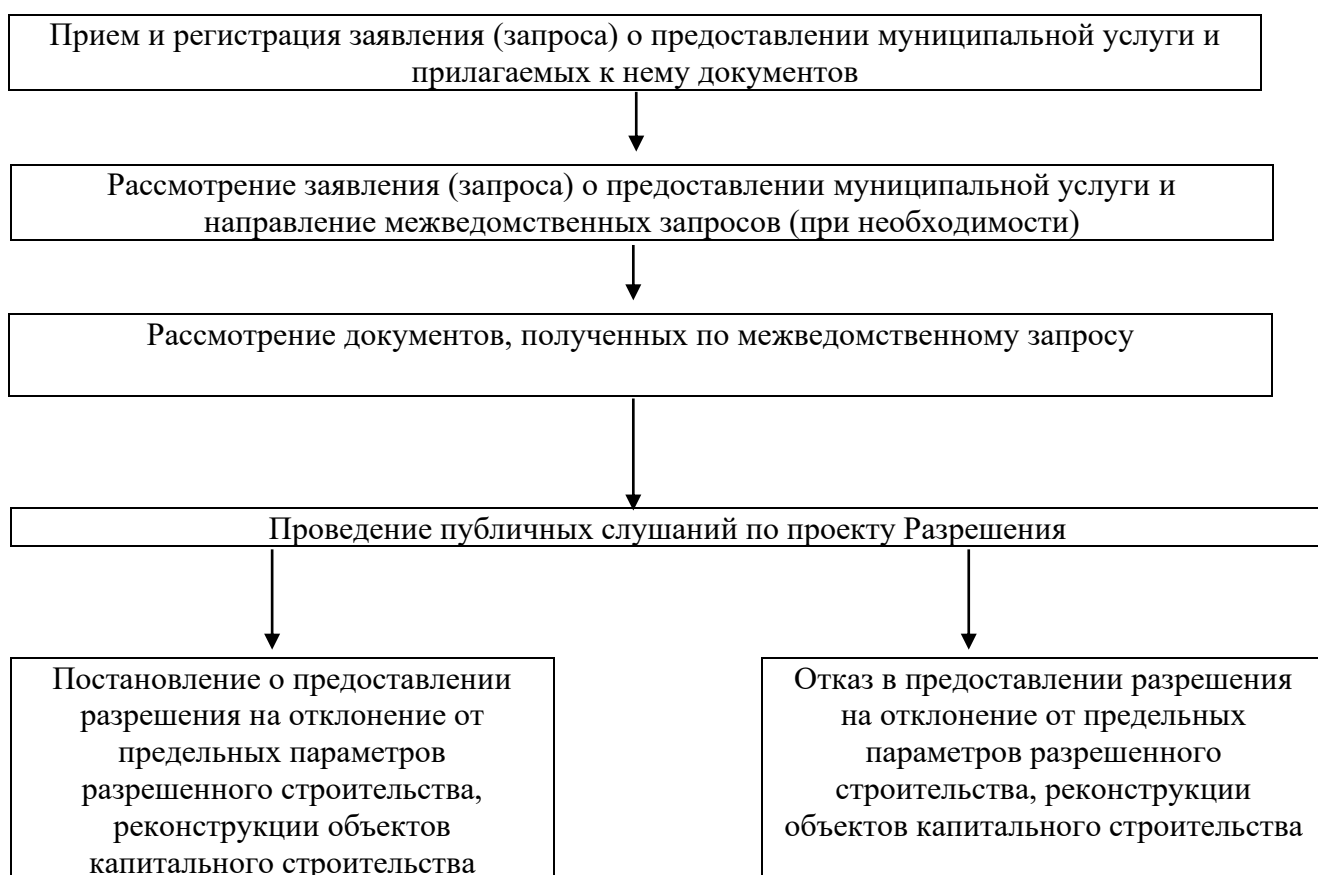 Прием и регистрация заявления (запроса) о предоставлении муниципальной услуги и
прилагаемых к нему документов
Рассмотрение заявления (запроса) о предоставлении муниципальной услуги и
направление межведомственных запросов (при необходимости)
Рассмотрение документов, полученных по межведомственному запросу
Проведение публичных слушаний по проекту Разрешения
Постановление о предоставлении
разрешения на отклонение от
предельных параметров
разрешенного строительства,
реконструкции объектов
капитального строительства
Отказ в предоставлении разрешения
на отклонение от предельных
параметров разрешенного
строительства, реконструкции
объектов капитального строительства